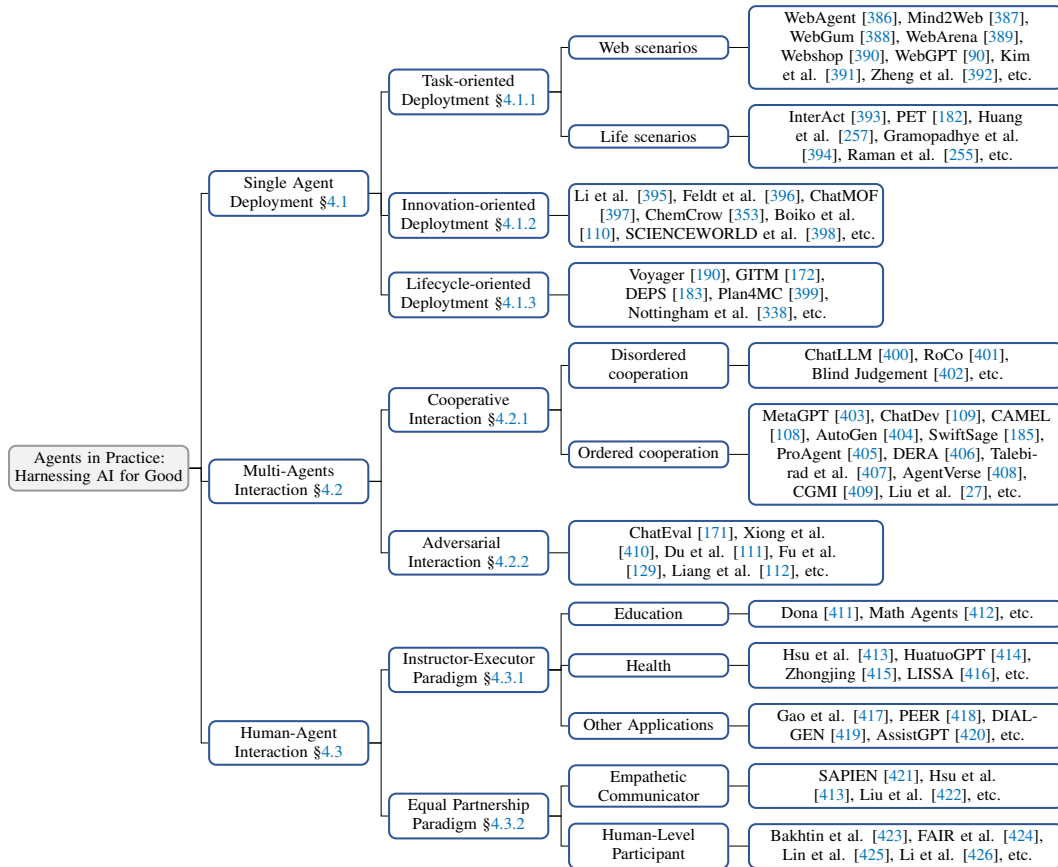 Agents in Practice:
Harnessing AI for Good
Single Agent
Deployment §4.1
Task-oriented
Deploytment §4.1.1
Web scenarios
WebAgent [386], Mind2Web [387],
WebGum [388], WebArena [389],
Webshop [390], WebGPT [90], Kim
et al. [391], Zheng et al. [392], etc.
Life scenarios
InterAct [393], PET [182], Huang
et al. [257], Gramopadhye et al.
[394], Raman et al. [255], etc.
Innovation-oriented
Deploytment §4.1.2
Li et al. [395], Feldt et al. [396], ChatMOF
[397], ChemCrow [353], Boiko et al.
[110], SCIENCEWORLD et al. [398], etc.
Lifecycle-oriented
Deploytment §4.1.3
Voyager [190], GITM [172],
DEPS [183], Plan4MC [399],
Nottingham et al. [338], etc.
Multi-Agents
Interaction §4.2
Cooperative
Interaction §4.2.1
Disordered
cooperation
ChatLLM [400], RoCo [401],
Blind Judgement [402], etc.
Ordered cooperation
MetaGPT [403], ChatDev [109], CAMEL
[108], AutoGen [404], SwiftSage [185],
ProAgent [405], DERA [406], Talebi-
rad et al. [407], AgentVerse [408],
CGMI [409], Liu et al. [27], etc.
Adversarial
Interaction §4.2.2
ChatEval [171], Xiong et al.
[410], Du et al. [111], Fu et al.
[129], Liang et al. [112], etc.
Human-Agent
Interaction §4.3
Instructor-Executor
Paradigm §4.3.1
Education
Dona [411], Math Agents [412], etc.
Health
Hsu et al. [413], HuatuoGPT [414],
Zhongjing [415], LISSA [416], etc.
Other Applications
Gao et al. [417], PEER [418], DIAL-
GEN [419], AssistGPT [420], etc.
Equal Partnership
Paradigm §4.3.2
Empathetic
Communicator
SAPIEN [421], Hsu et al.
[413], Liu et al. [422], etc.
Human-Level
Participant
Bakhtin et al. [423], FAIR et al. [424],
Lin et al. [425], Li et al. [426], etc.